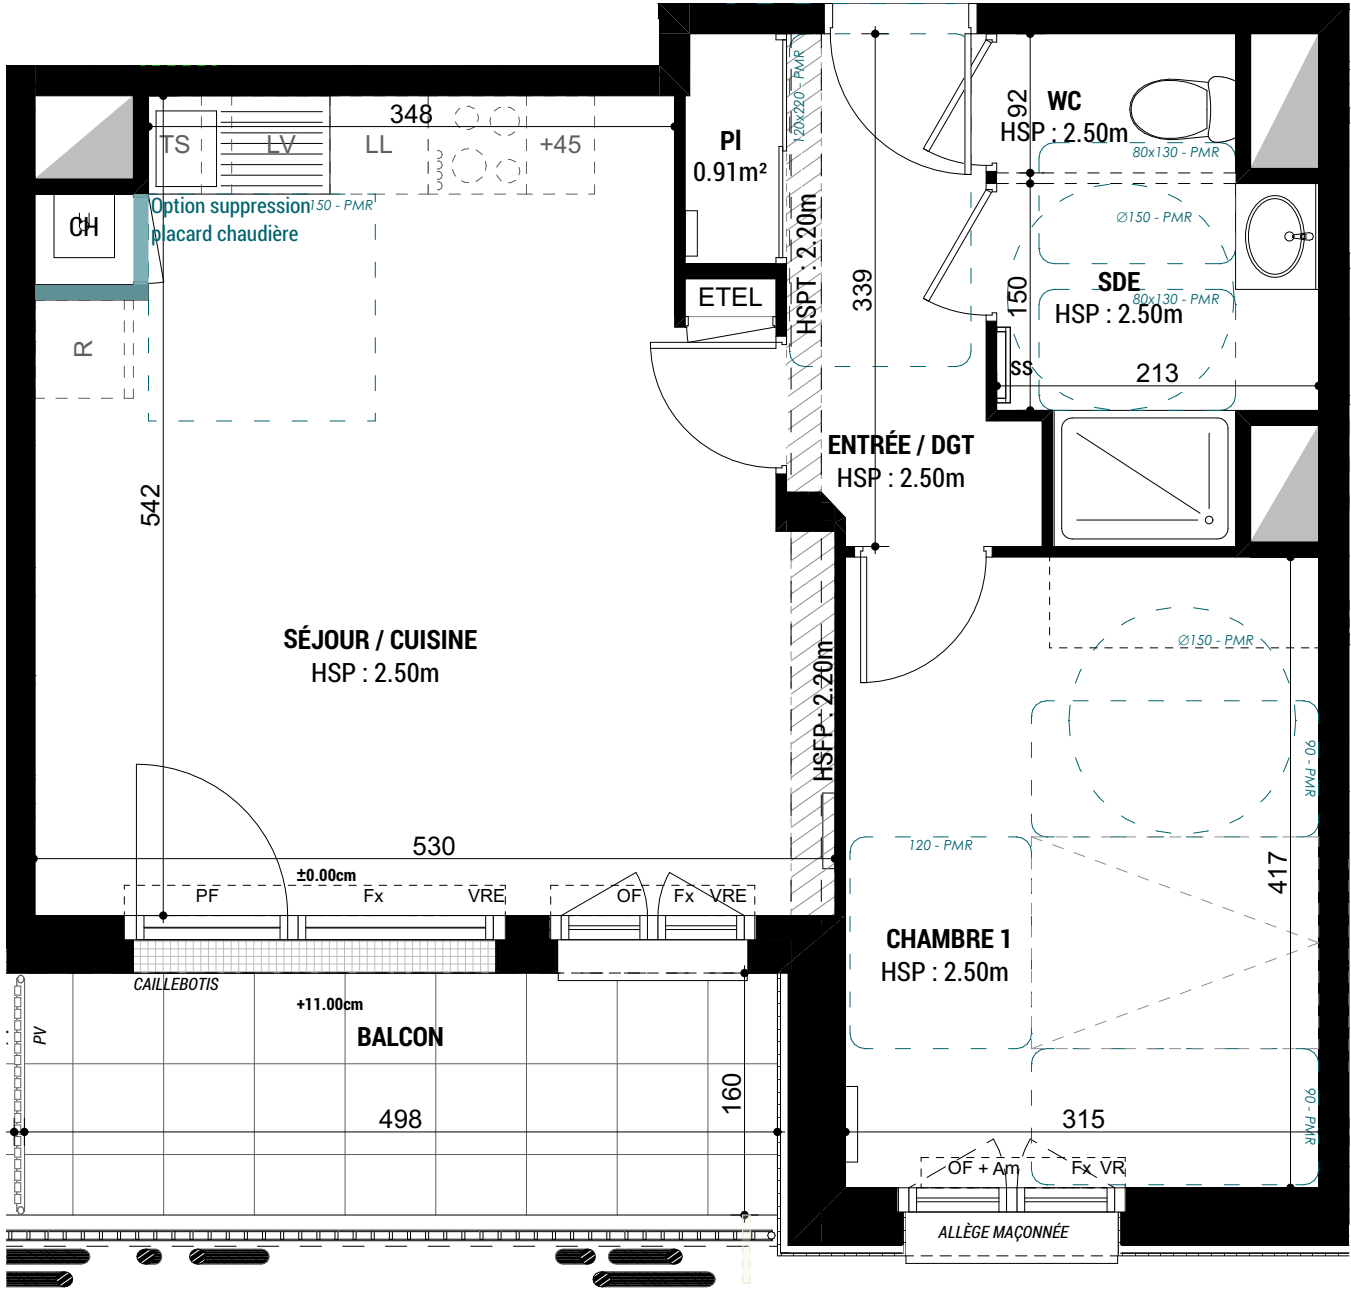 348
TS
LV
LL
+45
Option suppression
placard chaudière
150 - PMR
CH
R
Pl
0.91m²
ETEL
120x220 - PMR
HSPT : 2.20m
339
WC
HSP : 2.50m
92
80x130 - PMR
Ø150 - PMR
SDE
HSP : 2.50m
80x130 - PMR
150
SS
213
ENTRÉE / DGT
HSP : 2.50m
542
SÉJOUR / CUISINE
HSP : 2.50m
HSFP : 2.20m
Ø150 - PMR
90 - PMR
120 - PMR
417
CHAMBRE 1
HSP : 2.50m
530
±0.00cm
PF
Fx
VRE
OF
Fx
VRE
CAILLEBOTIS
+11.00cm
BALCON
PV
160
498
315
90 - PMR
OF + Am
Fx
VR
ALLÈGE MAÇONNÉE